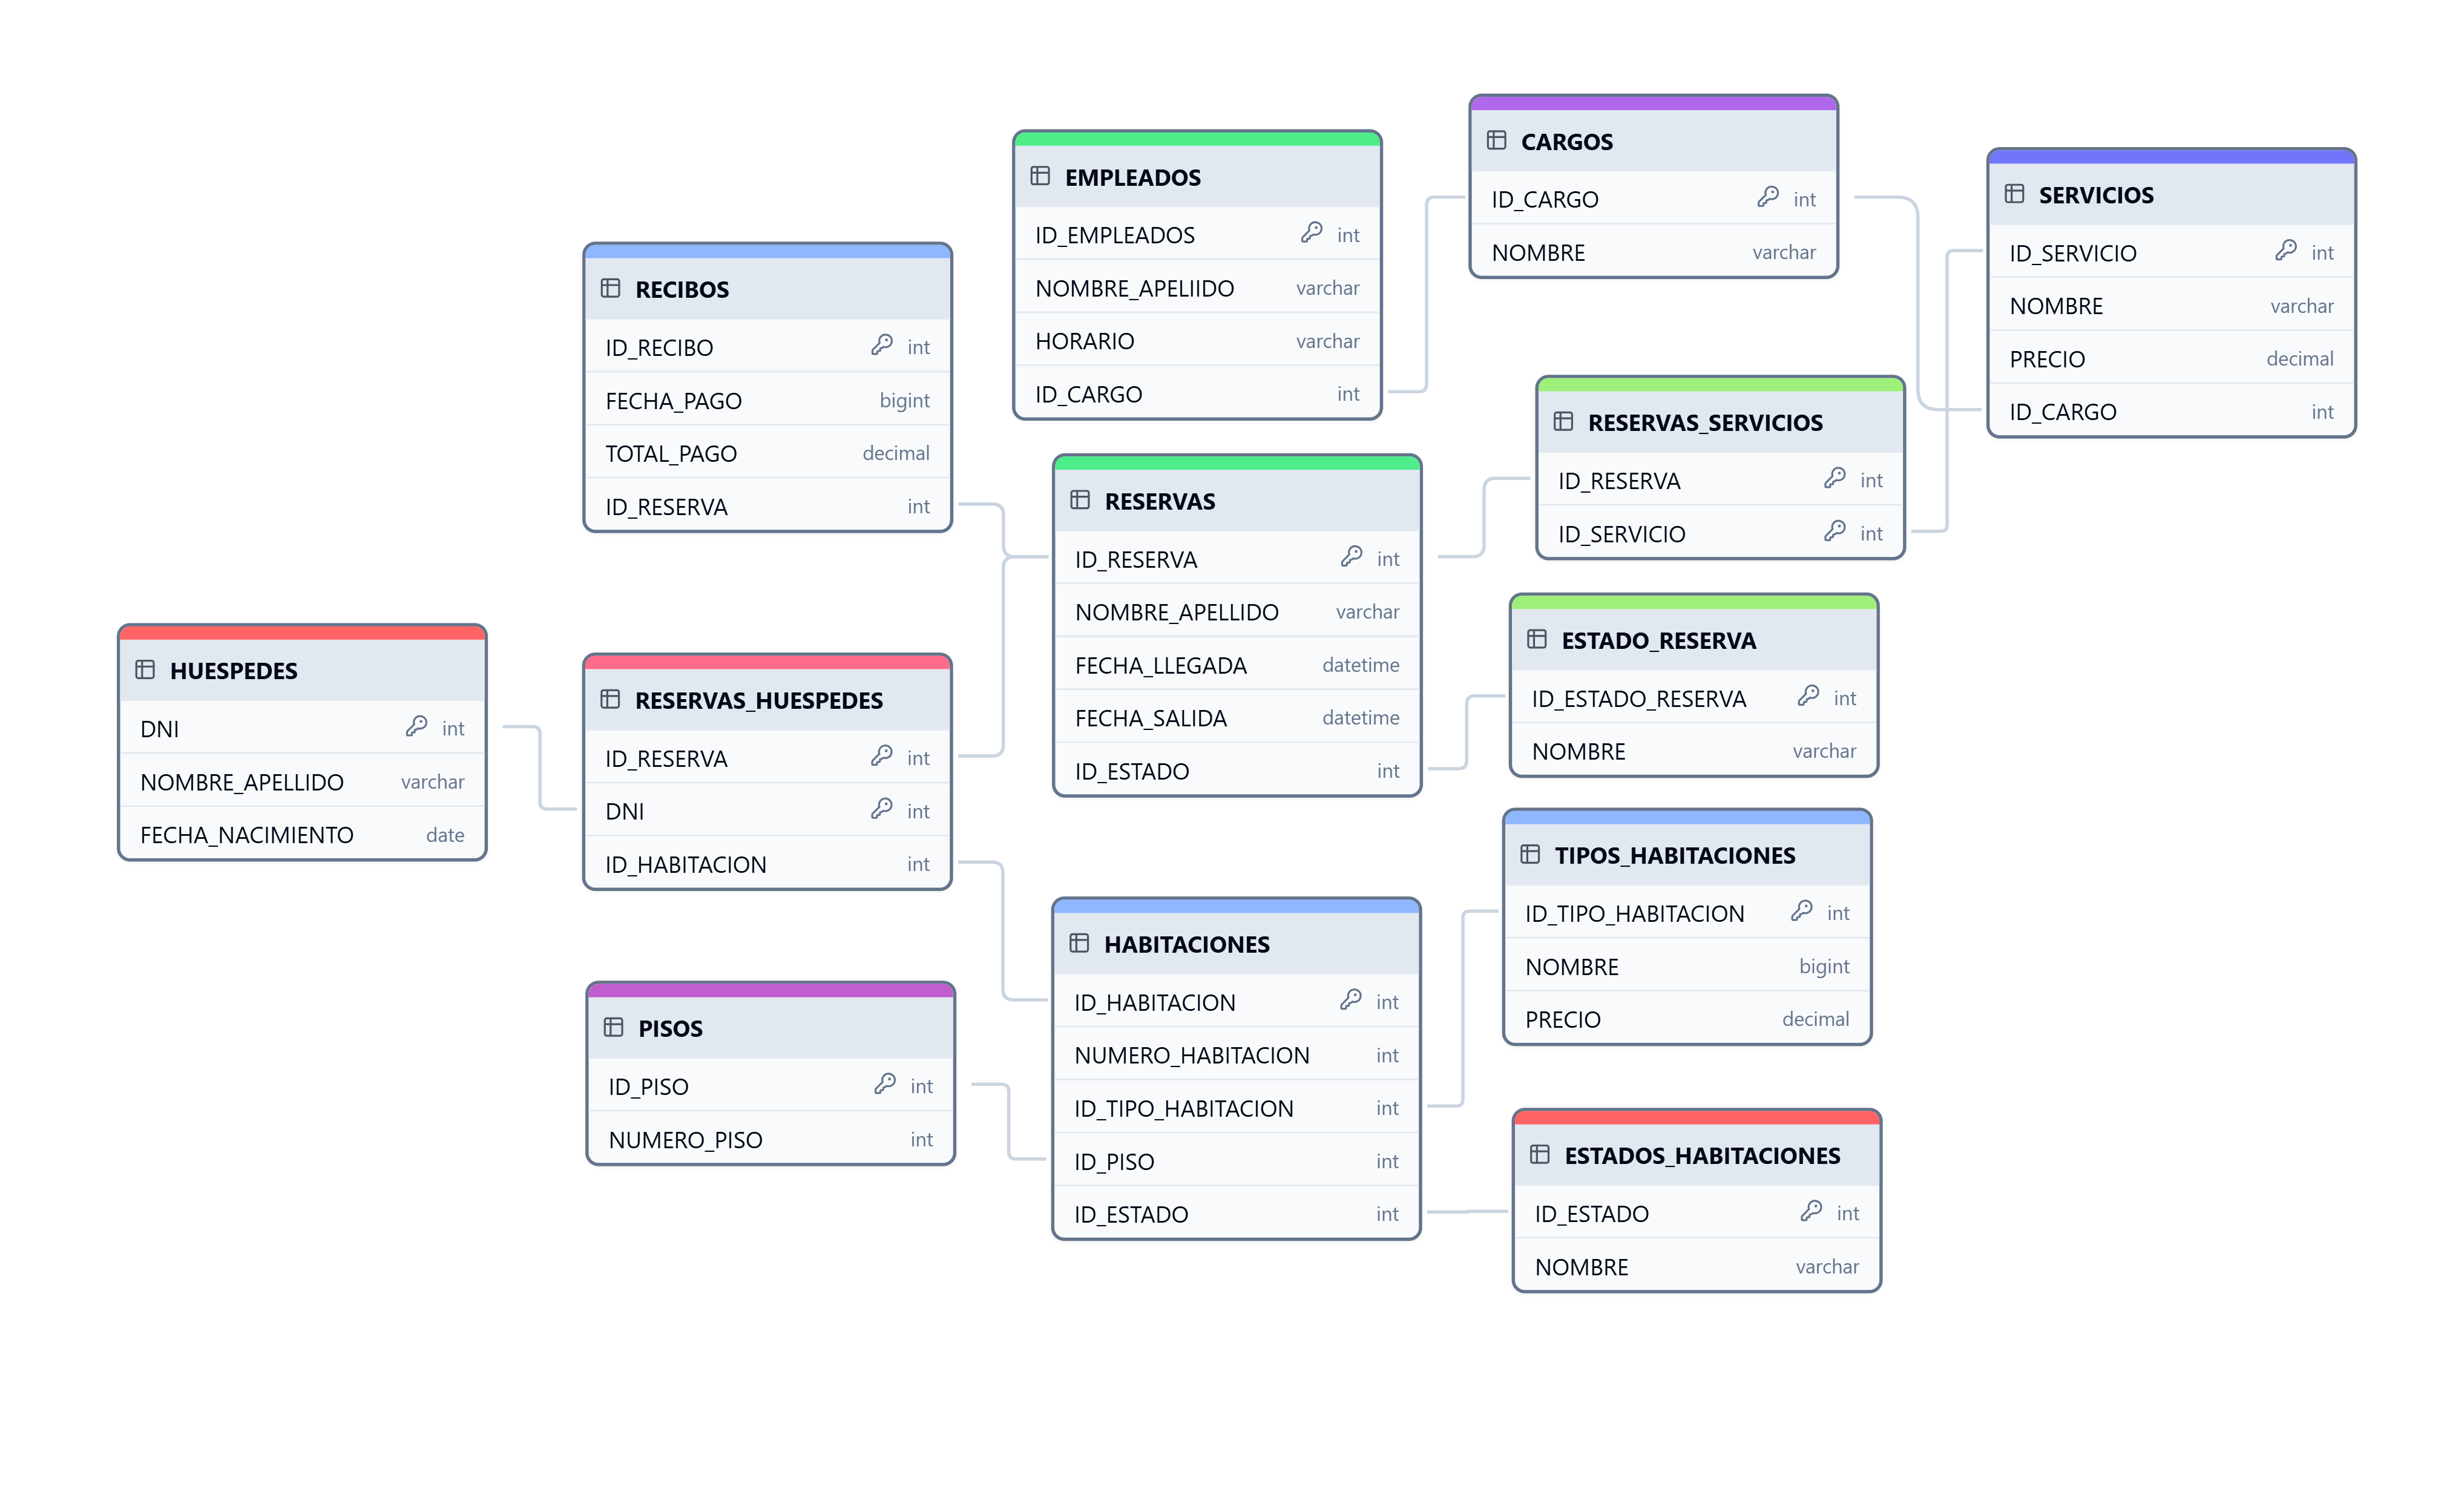 CARGOS
ID_CARGO int
NOMBRE varchar
EMPLEADOS
ID_EMPLEADOS int
NOMBRE_APELIIDO varchar
HORARIO varchar
ID_CARGO int
SERVICIOS
ID_SERVICIO int
NOMBRE varchar
PRECIO decimal
ID_CARGO int
RECIBOS
ID_RECIBO int
FECHA_PAGO bigint
TOTAL_PAGO decimal
ID_RESERVA int
RESERVAS_SERVICIOS
ID_RESERVA int
ID_SERVICIO int
RESERVAS
ID_RESERVA int
NOMBRE_APELLIDO varchar
FECHA_LLEGADA datetime
FECHA_SALIDA datetime
ID_ESTADO int
ESTADO_RESERVA
ID_ESTADO_RESERVA int
NOMBRE varchar
HUESPEDES
DNI int
NOMBRE_APELLIDO varchar
FECHA_NACIMIENTO date
RESERVAS_HUESPEDES
ID_RESERVA int
DNI int
ID_HABITACION int
TIPOS_HABITACIONES
ID_TIPO_HABITACION int
NOMBRE bigint
PRECIO decimal
HABITACIONES
ID_HABITACION int
NUMERO_HABITACION int
ID_TIPO_HABITACION int
ID_PISO int
ID_ESTADO int
PISOS
ID_PISO int
NUMERO_PISO int
ESTADOS_HABITACIONES
ID_ESTADO int
NOMBRE varchar